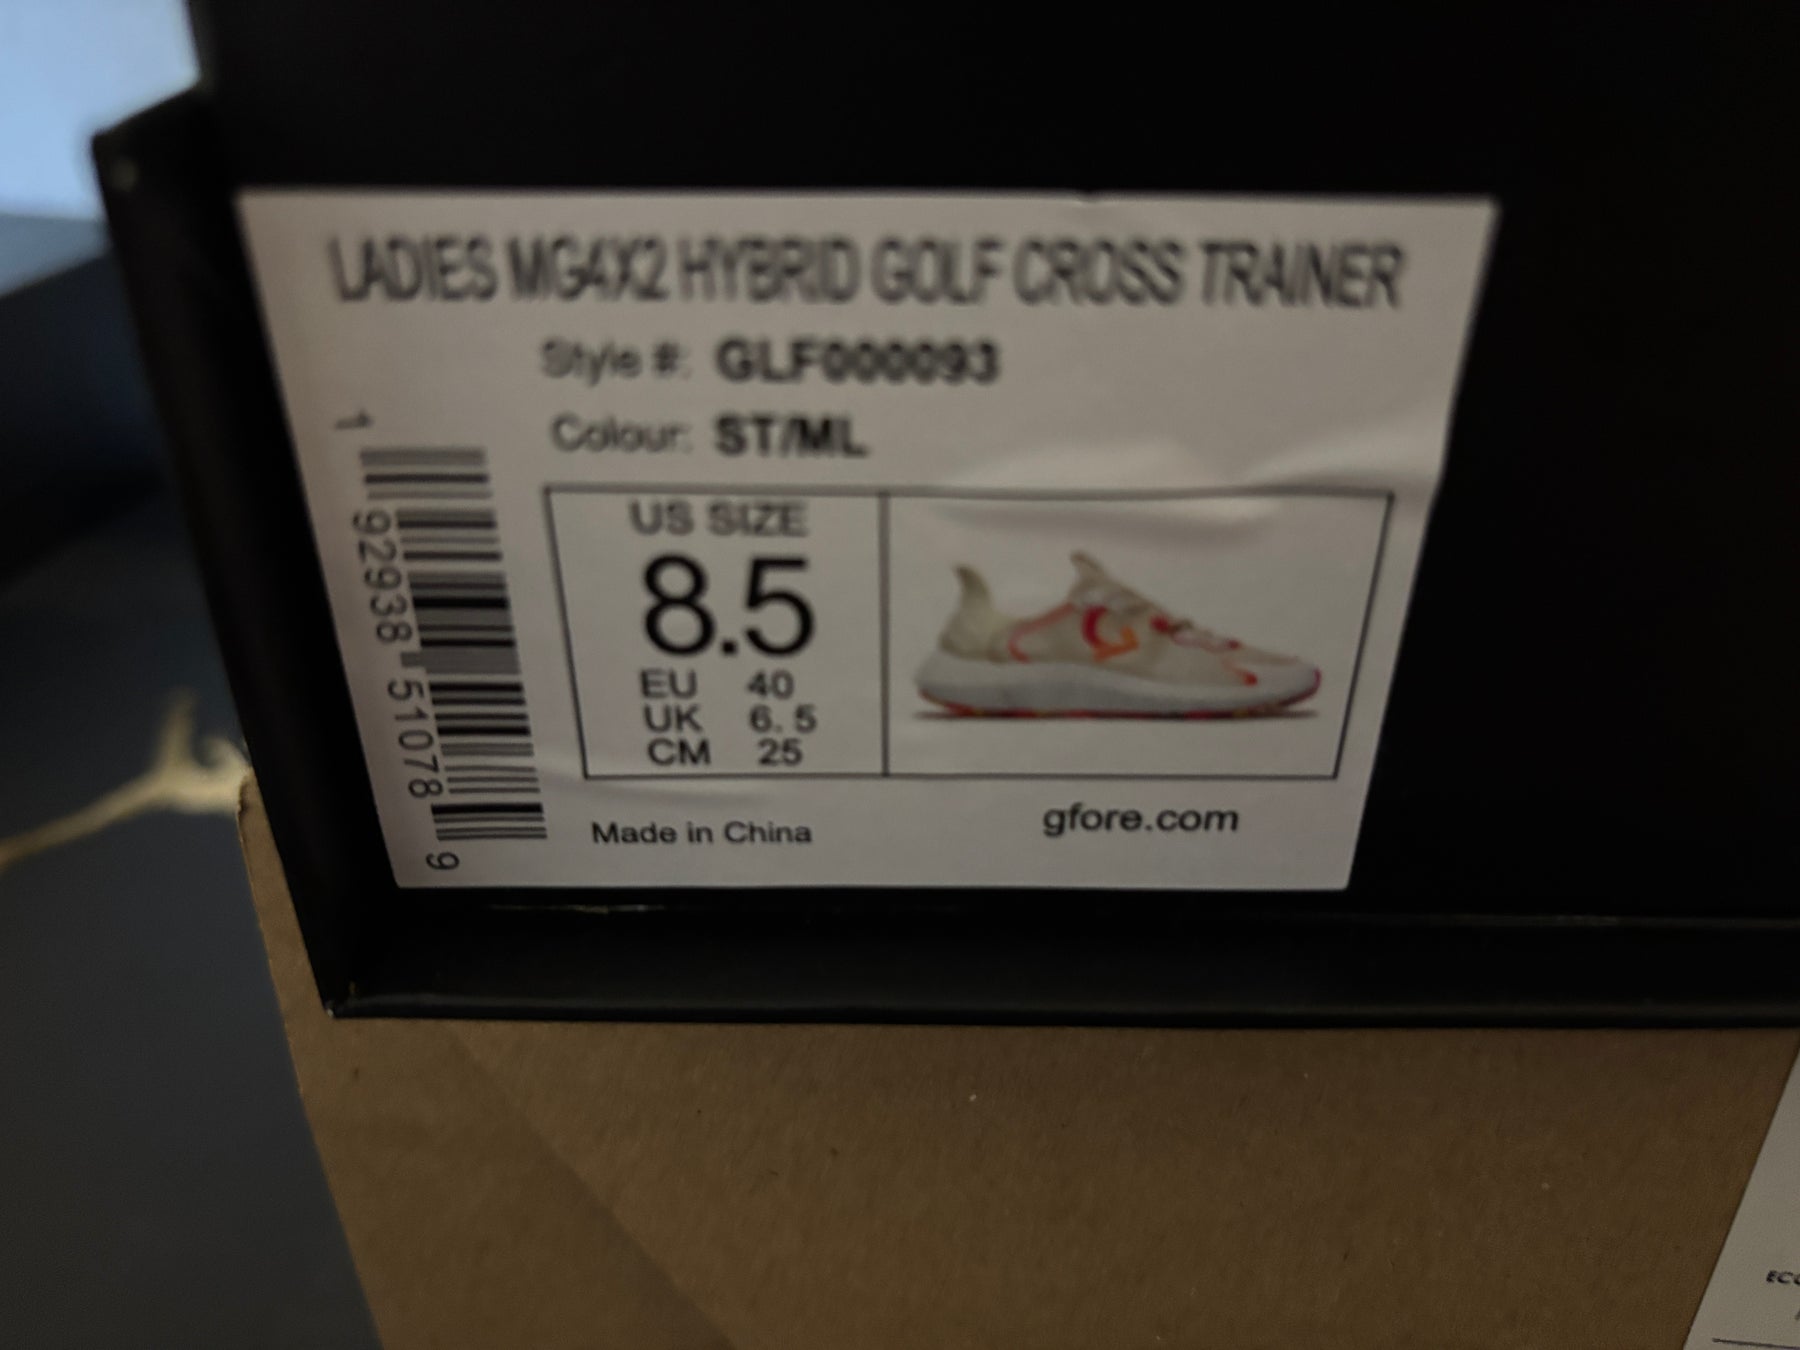 LADIES MG4X2 HYBRID GOLF CROSS TRAINER
Style #: GLF000093
Colour: ST/ML
1 92938 51078 9
US SIZE
8.5
EU 40
UK 6.5
CM 25
Made in China
gfore.com